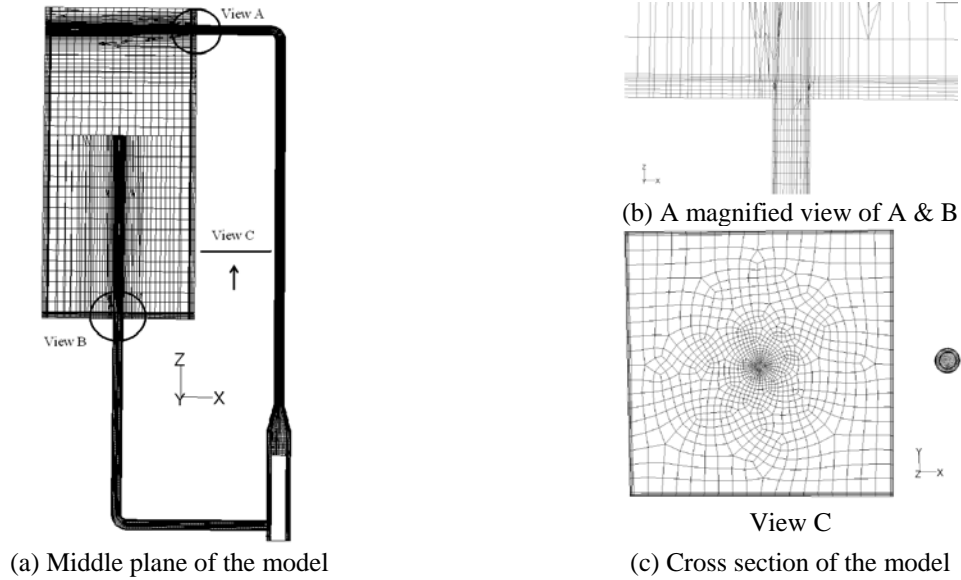 View A
View C
View B
Z
Y X
(a) Middle plane of the model
Z
X
(b) A magnified view of A & B
Y
Z X
View C
(c) Cross section of the model